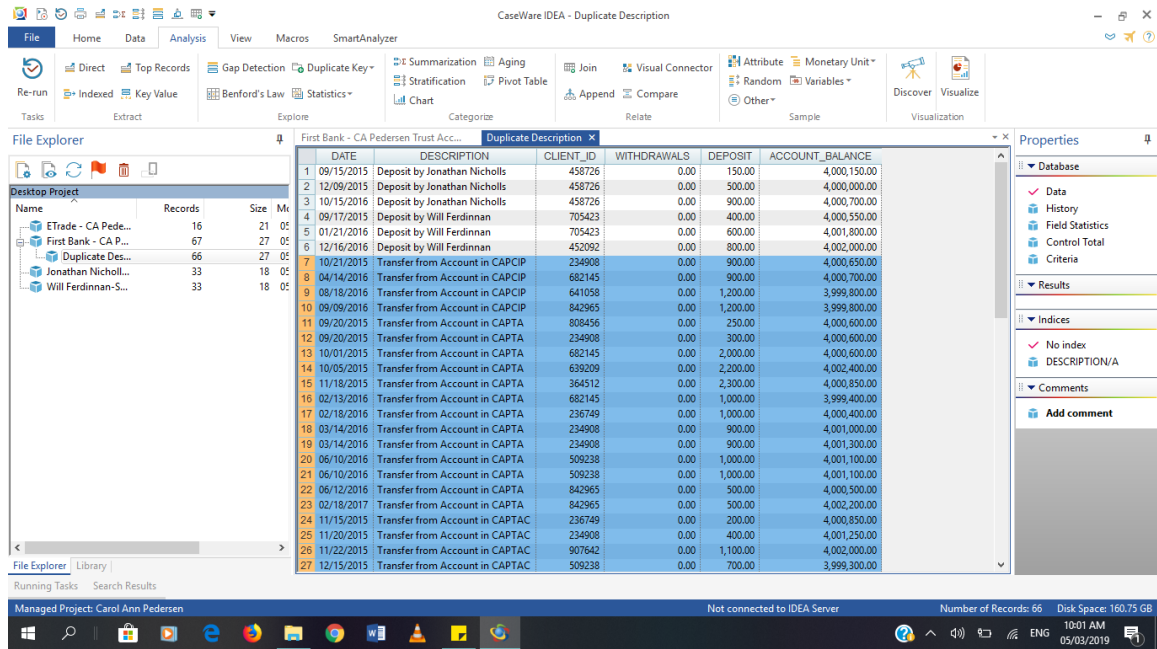 CaseWare IDEA - Duplicate Description
File Home Data Analysis View Macros SmartAnalyzer
Re-run
Tasks
Direct Top Records
Indexed Key Value
Extract
Gap Detection Duplicate Key
Benford's Law Statistics
Explore
Summarization Aging
Stratification Pivot Table
Chart
Categorize
Join Visual Connector
Append Compare
Relate
Attribute Monetary Unit
Random Variables
Other
Sample
Discover Visualize
Visualization
File Explorer
Desktop Project
Name Records Size Mo
ETrade - CA Pede... 16 21 05
First Bank - CA P... 67 27 05
Duplicate Des... 66 27 05
Jonathan Nicholl... 33 18 05
Will Ferdinnan-S... 33 18 05
File Explorer Library
First Bank - CA Pedersen Trust Acc... Duplicate Description
DATE DESCRIPTION CLIENT_ID WITHDRAWALS DEPOSIT ACCOUNT_BALANCE
1 09/15/2015 Deposit by Jonathan Nicholls 458726 0.00 150.00 4,000,150.00
2 12/09/2015 Deposit by Jonathan Nicholls 458726 0.00 500.00 4,000,000.00
3 10/15/2016 Deposit by Jonathan Nicholls 458726 0.00 900.00 4,000,700.00
4 09/17/2015 Deposit by Will Ferdinnan 705423 0.00 400.00 4,000,550.00
5 01/21/2016 Deposit by Will Ferdinnan 705423 0.00 600.00 4,001,800.00
6 12/16/2016 Deposit by Will Ferdinnan 452092 0.00 800.00 4,002,000.00
7 10/21/2015 Transfer from Account in CAPCIP 234908 0.00 900.00 4,000,650.00
8 04/14/2016 Transfer from Account in CAPCIP 682145 0.00 900.00 4,000,700.00
9 08/18/2016 Transfer from Account in CAPCIP 641058 0.00 1,200.00 3,999,800.00
10 09/09/2016 Transfer from Account in CAPCIP 842965 0.00 1,200.00 3,999,800.00
11 09/20/2015 Transfer from Account in CAPTA 808456 0.00 250.00 4,000,600.00
12 09/20/2015 Transfer from Account in CAPTA 234908 0.00 300.00 4,000,600.00
13 10/01/2015 Transfer from Account in CAPTA 682145 0.00 2,000.00 4,000,600.00
14 10/05/2015 Transfer from Account in CAPTA 639209 0.00 2,200.00 4,002,400.00
15 11/18/2015 Transfer from Account in CAPTA 364512 0.00 2,300.00 4,000,850.00
16 02/13/2016 Transfer from Account in CAPTA 682145 0.00 1,000.00 3,999,400.00
17 02/18/2016 Transfer from Account in CAPTA 236749 0.00 1,000.00 4,000,400.00
18 03/14/2016 Transfer from Account in CAPTA 234908 0.00 900.00 4,001,000.00
19 03/14/2016 Transfer from Account in CAPTA 234908 0.00 900.00 4,001,300.00
20 06/10/2016 Transfer from Account in CAPTA 509238 0.00 1,000.00 4,001,100.00
21 06/10/2016 Transfer from Account in CAPTA 509238 0.00 1,000.00 4,001,100.00
22 06/12/2016 Transfer from Account in CAPTA 842965 0.00 500.00 4,000,500.00
23 02/18/2017 Transfer from Account in CAPTA 842965 0.00 500.00 4,002,200.00
24 11/15/2015 Transfer from Account in CAPTAC 236749 0.00 200.00 4,000,850.00
25 11/20/2015 Transfer from Account in CAPTAC 234908 0.00 400.00 4,001,250.00
26 11/22/2015 Transfer from Account in CAPTAC 907642 0.00 1,100.00 4,002,000.00
27 12/15/2015 Transfer from Account in CAPTAC 509238 0.00 700.00 3,999,300.00
Properties
Database
Data
History
Field Statistics
Control Total
Criteria
Results
Indices
No index
DESCRIPTION/A
Comments
Add comment
Running Tasks Search Results
Managed Project: Carol Ann Pedersen Not connected to IDEA Server Number of Records: 66 Disk Space: 160.75 GB
ENG
10:01 AM
05/03/2019